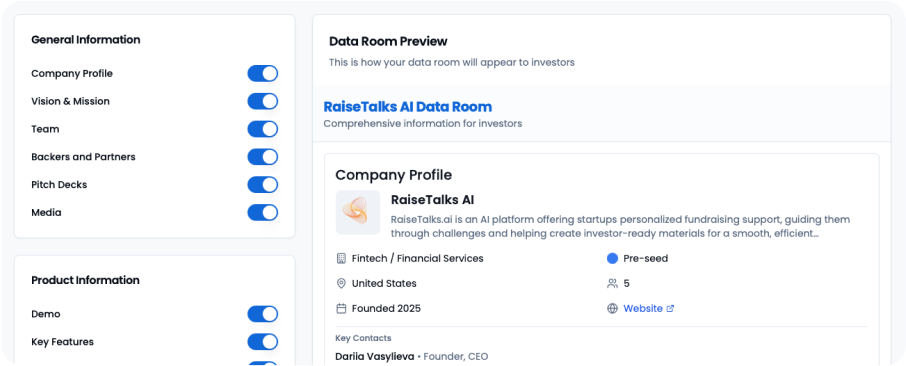 General Information
Company Profile
Vision & Mission
Team
Backers and Partners
Pitch Decks
Media
Product Information
Demo
Key Features
Data Room Preview
This is how your data room will appear to investors
RaiseTalks AI Data Room
Comprehensive information for investors
Company Profile
RaiseTalks AI
RaiseTalks.ai is an AI platform offering startups personalized fundraising support, guiding them
through challenges and helping create investor-ready materials for a smooth, efficient...
Fintech / Financial Services
Pre-seed
United States
5
Founded 2025
Website
Key Contacts
Dariia Vasylieva • Founder, CEO